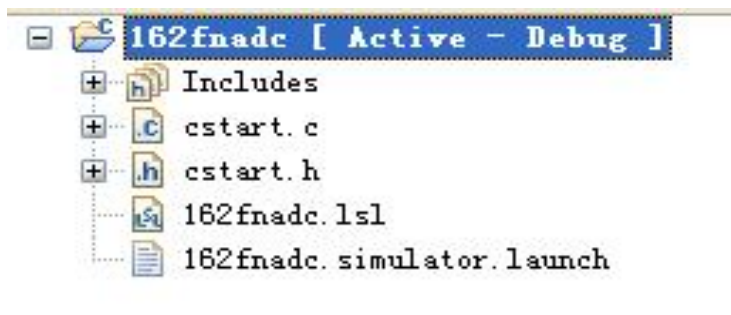 162fnadc [ Active - Debug ]
Includes
cstart.c
cstart.h
162fnadc.lsl
162fnadc.simulator.launch